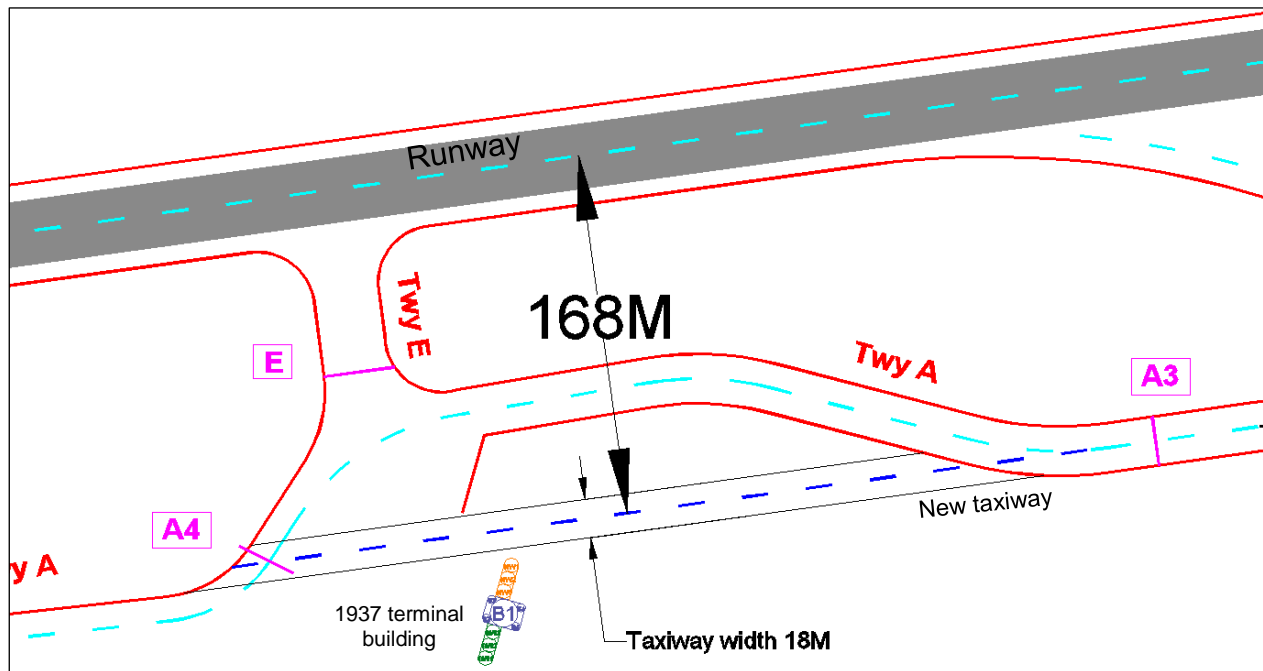 Runway
Twy E
168M
E
Twy A
A3
A4
New taxiway
y A
1937 terminal
building
B1
Taxiway width 18M